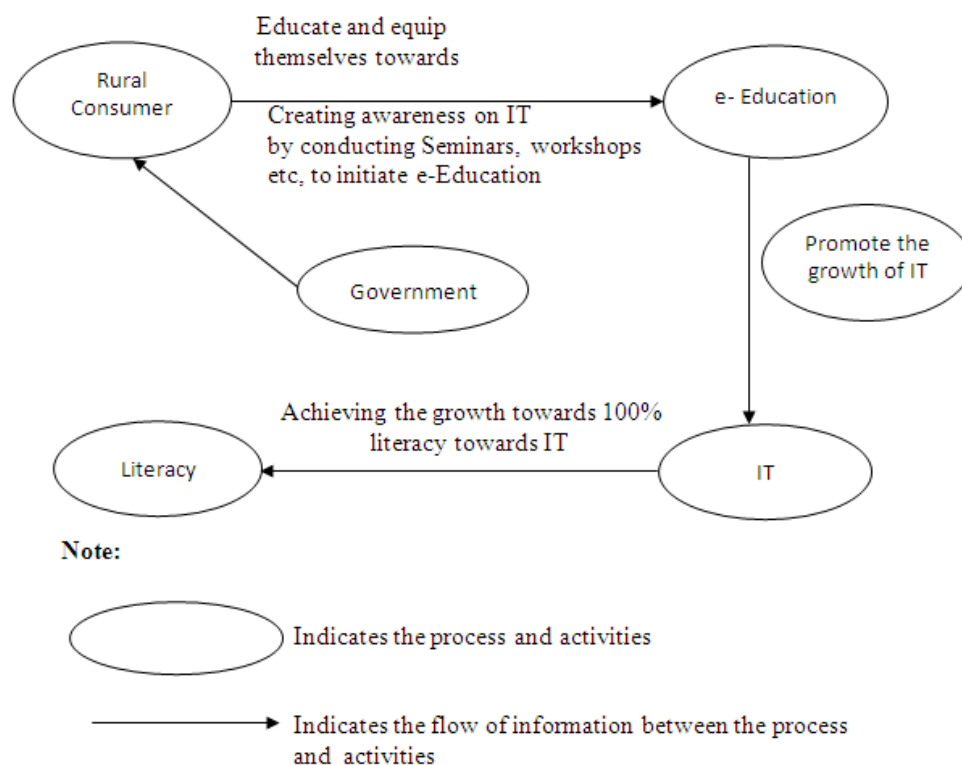 Educate and equip
themselves towards
Rural
Consumer
e- Education
Creating awareness on IT
by conducting Seminars, workshops
etc, to initiate e-Education
Promote the
growth of IT
Government
Achieving the growth towards 100%
literacy towards IT
Literacy
IT
Note:
Indicates the process and activities
Indicates the flow of information between the process
and activities